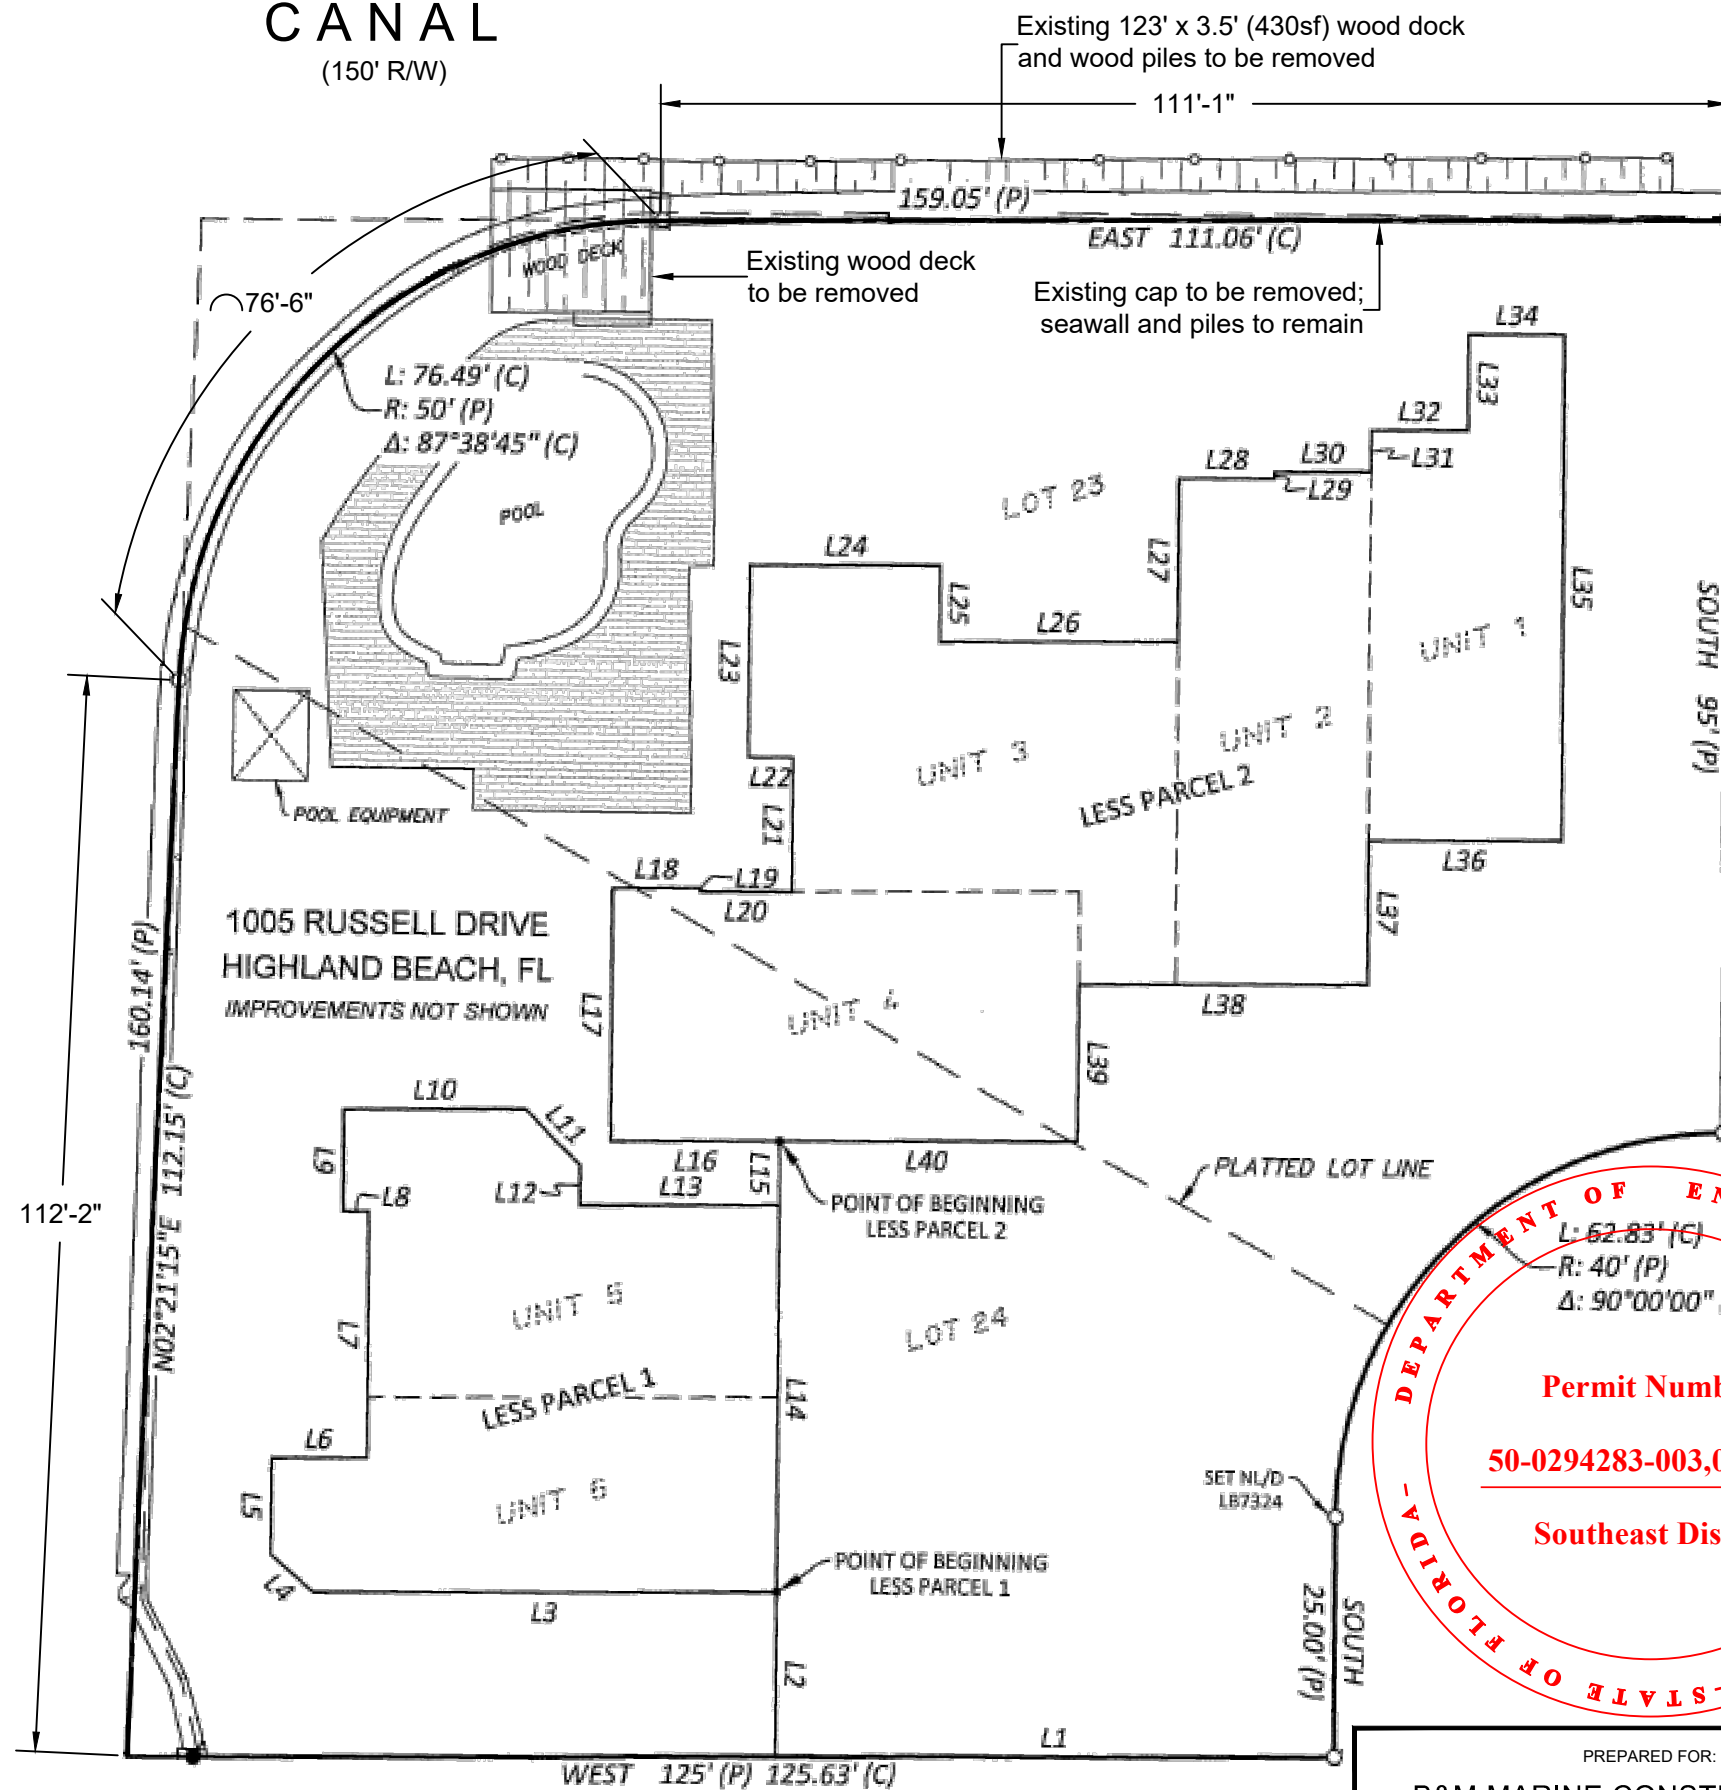 CANAL
(150' R/W)
Existing 123' x 3.5' (430sf) wood dock
and wood piles to be removed
111'-1"
159.05' (P)
EAST 111.06' (C)
WOOD DECK
Existing wood deck
to be removed
Existing cap to be removed;
seawall and piles to remain
76'-6"
L: 76.49' (C)
R: 50' (P)
Δ: 87°38'45" (C)
POOL
L34
L33
L32
L31
L30
L29
L28
LOT 23
L27
L24
L25
L26
L35
SOUTH 95' (P)
UNIT 1
L23
UNIT 2
UNIT 3
LESS PARCEL 2
L22
L21
POOL EQUIPMENT
L36
L18
L19
L20
L37
1005 RUSSELL DRIVE
HIGHLAND BEACH, FL
IMPROVEMENTS NOT SHOWN
160.14' (P)
L17
UNIT 4
L38
L39
N02°21'15"E 112.15' (C)
112'-2"
L10
L11
L9
L8
L12
L16
L15
L13
L40
PLATTED LOT LINE
POINT OF BEGINNING
LESS PARCEL 2
L: 62.83' (C)
R: 40' (P)
Δ: 90°00'00"
UNIT 5
LOT 24
L7
LESS PARCEL 1
L14
L6
UNIT 6
L5
L4
L3
SET NL/D
LB7324
POINT OF BEGINNING
LESS PARCEL 1
SOUTH
25.00' (P)
L2
L1
WEST 125' (P) 125.63' (C)
DEPARTMENT OF EN
Permit Numb
50-0294283-003,0
Southeast Dis
STATE OF FLORIDA
PREPARED FOR:
B&M MARINE CONST